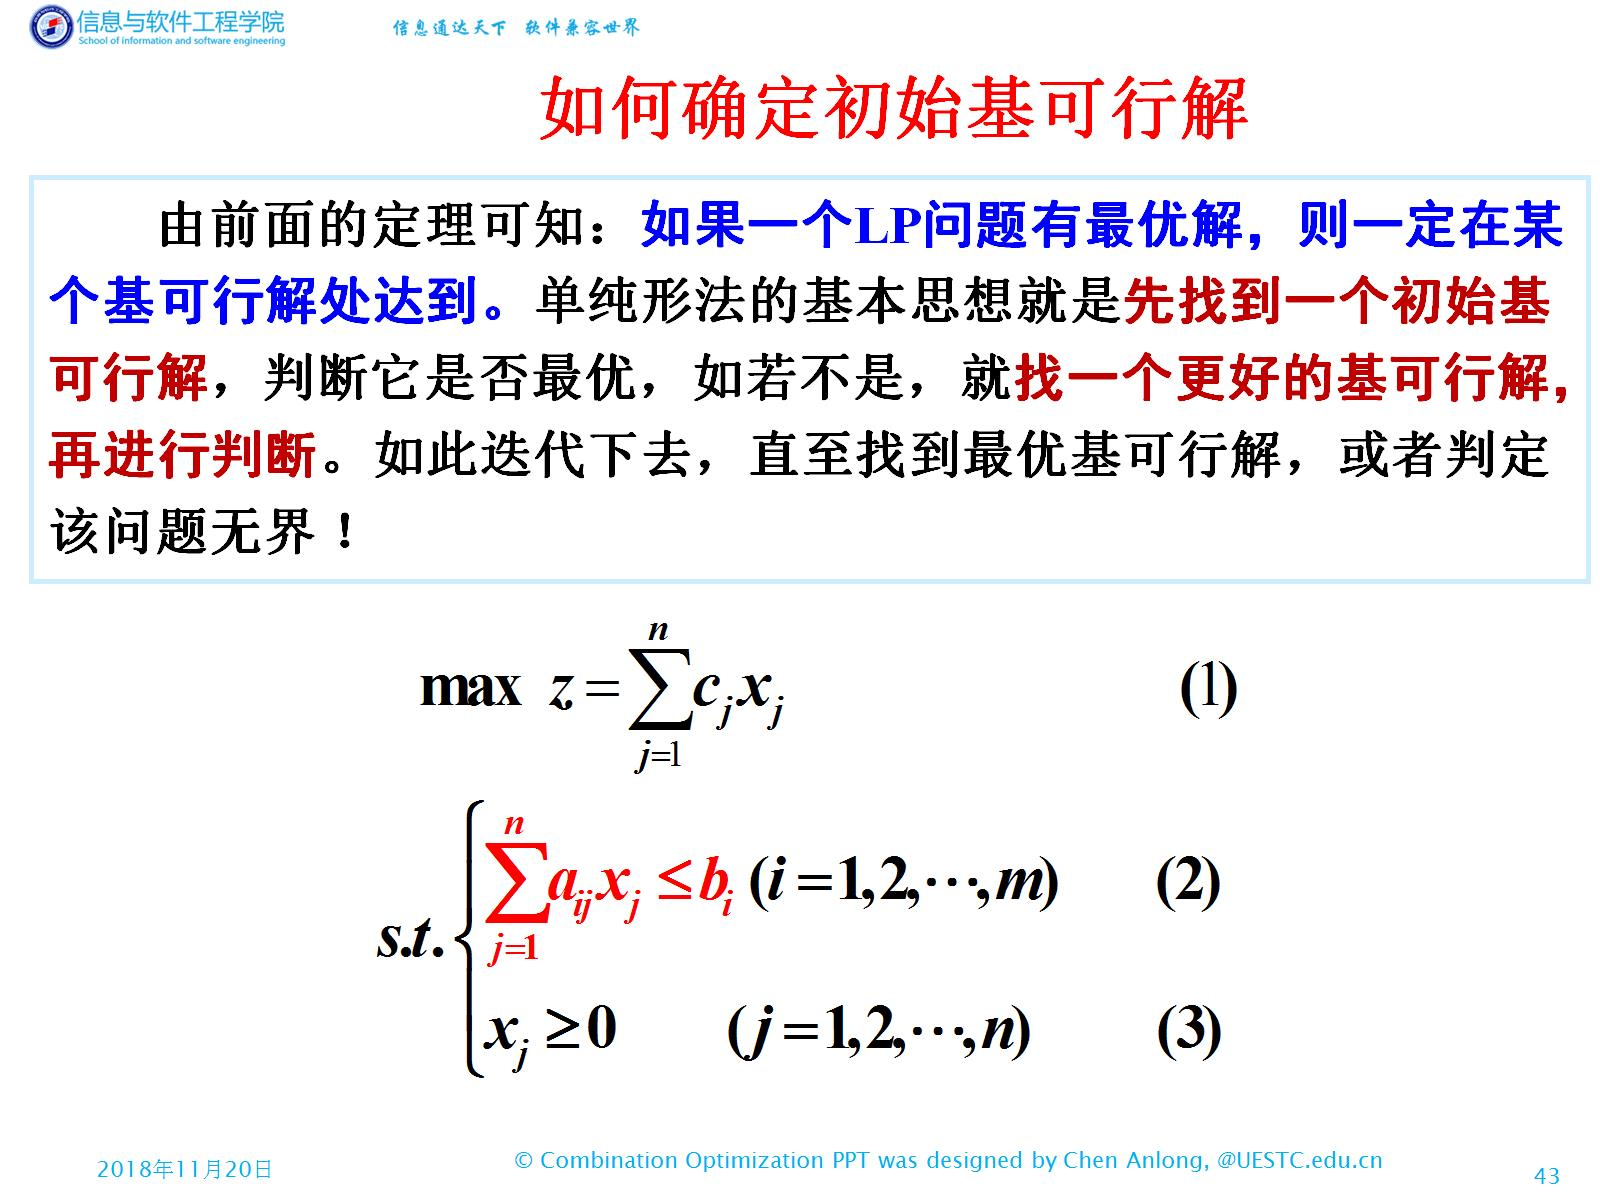 信息与软件工程学院
School of information and software engineering
信息通达天下 软件兼容世界
如何确定初始基可行解
由前面的定理可知：如果一个LP问题有最优解，则一定在某
个基可行解处达到。单纯形法的基本思想就是先找到一个初始基
可行解，判断它是否最优，如若不是，就找一个更好的基可行解，
再进行判断。如此迭代下去，直至找到最优基可行解，或者判定
该问题无界！
n
max z = ∑ c_j x_j (1)
j=1
n
∑ a_ij x_j ≤ b_i (i = 1,2,⋯,m) (2)
j=1
s.t.
x_j ≥ 0 (j = 1,2,⋯,n) (3)
2018年11月20日
© Combination Optimization PPT was designed by Chen Anlong, @UESTC.edu.cn
43